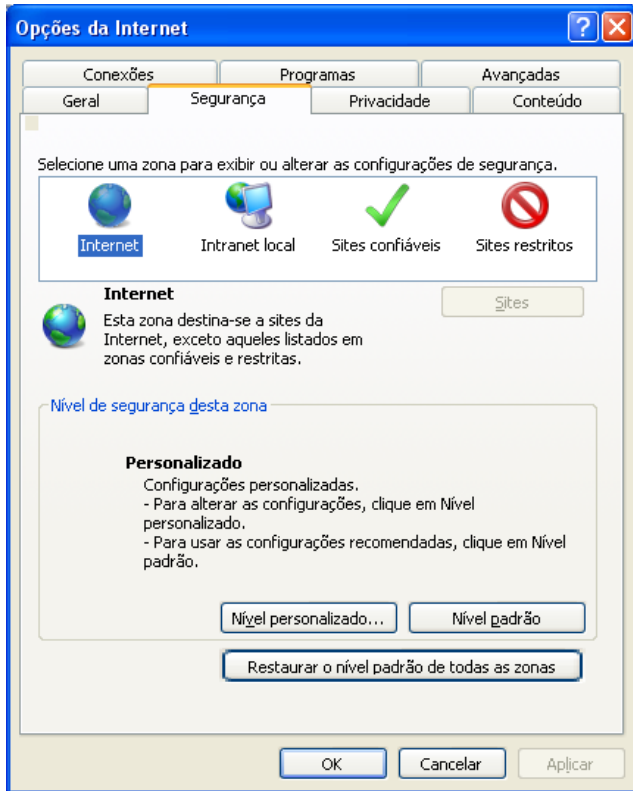 Opções da Internet
Conexões Programas Avançadas
Geral Segurança Privacidade Conteúdo
Selecione uma zona para exibir ou alterar as configurações de segurança.
Internet Intranet local Sites confiáveis Sites restritos
Internet
Sites
Esta zona destina-se a sites da
Internet, exceto aqueles listados em
zonas confiáveis e restritas.
Nível de segurança desta zona
Personalizado
Configurações personalizadas.
- Para alterar as configurações, clique em Nível
personalizado.
- Para usar as configurações recomendadas, clique em Nível
padrão.
Nível personalizado... Nível padrão
Restaurar o nível padrão de todas as zonas
OK Cancelar Aplicar